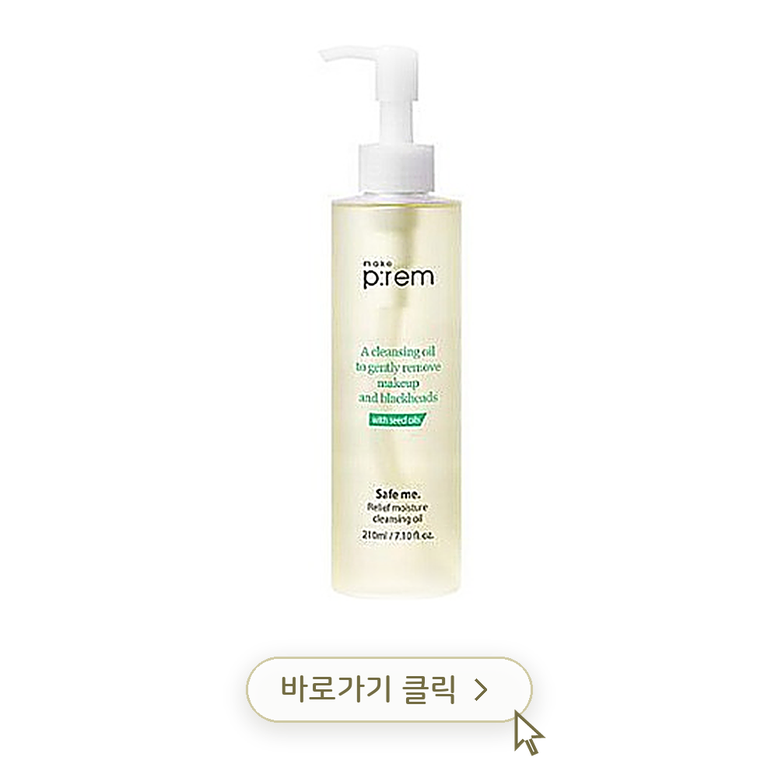 make
p:rem
A cleansing oil
to gently remove
makeup
and blackheads
with seed oils
Safe me.
Relief moisture
cleansing oil
210ml / 7.10 fl. oz.
바로가기 클릭 >